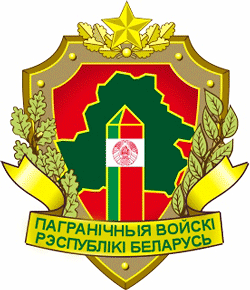 ПАГРАНІЧНЫЯ ВОЙСКІ
РЭСПУБЛІКІ БЕЛАРУСЬ